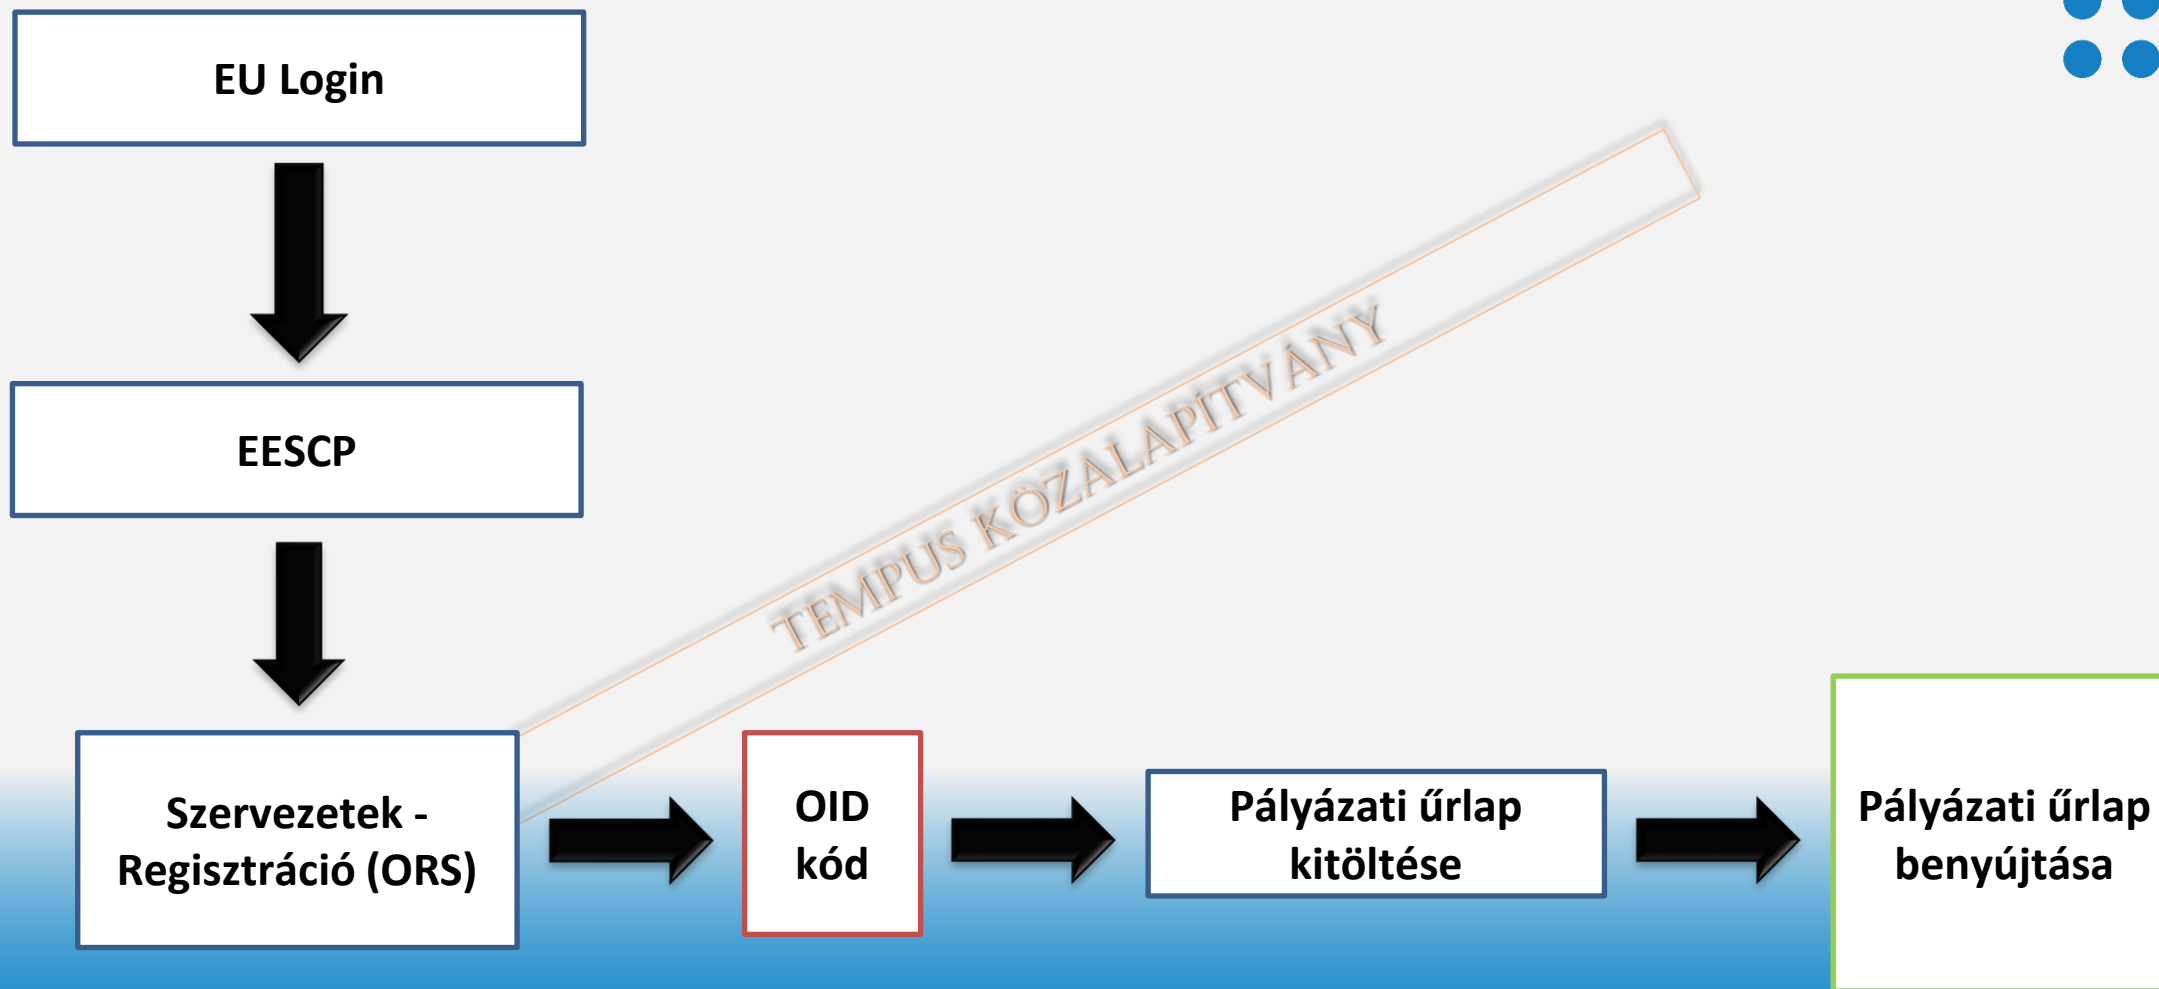 EU Login
EESCP
TEMPUS KÖZALAPÍTVÁNY
Szervezetek -
Regisztráció (ORS)
OID
kód
Pályázati űrlap
kitöltése
Pályázati űrlap
benyújtása